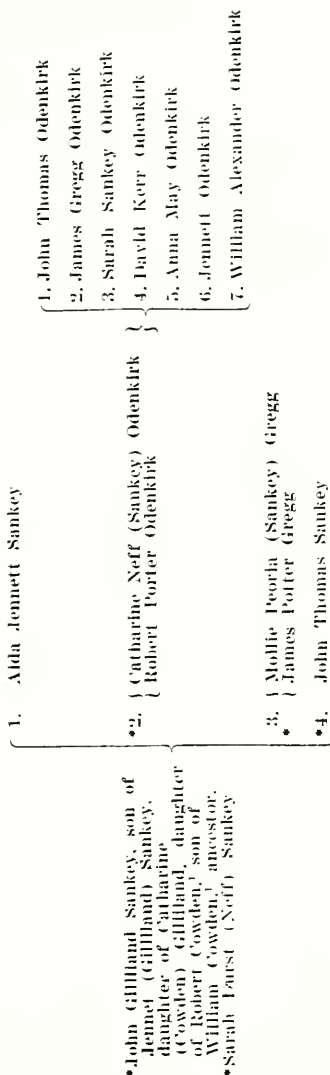 *John Gilliland Sankey, son of
Jennet (Gilliland) Sankey,
daughter of Catharine
(Cowden) Gilliland, daughter
of Robert Cowden,¹ son of
William Cowden,¹ ancestor.
*Sarah Durst (Neff) Sankey
1. Alda Jennett Sankey
*2. { Catharine Neff (Sankey) Odenkirk
{ Robert Porter Odenkirk
3. { Mollie Peoria (Sankey) Gregg
* { James Potter Gregg
*4. John Thomas Sankey
1. John Thomas Odenkirk
2. James Gregg Odenkirk
3. Sarah Sankey Odenkirk
4. David Kerr Odenkirk
5. Anna May Odenkirk
6. Jennett Odenkirk
7. William Alexander Odenkirk